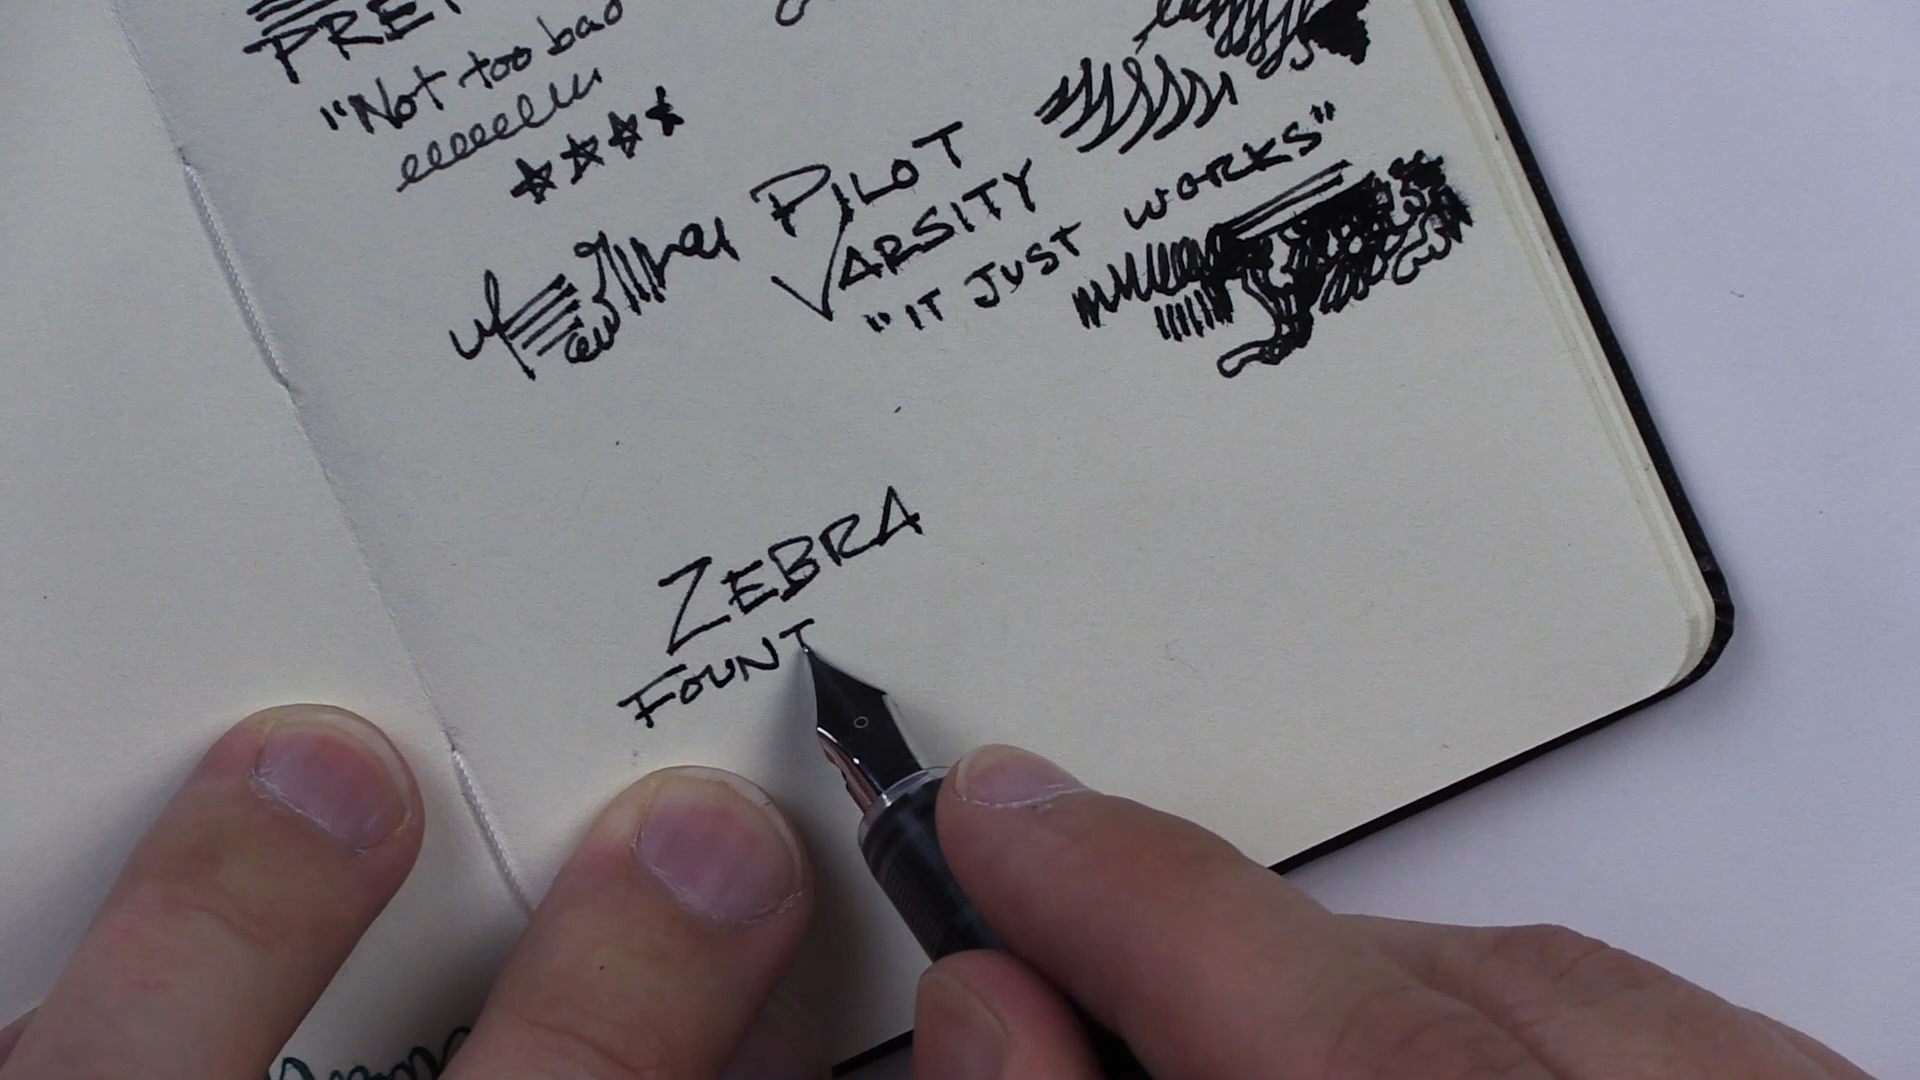 "Not too bad
PILOT
VARSITY
"IT JUST WORKS"
ZEBRA
FOUNT